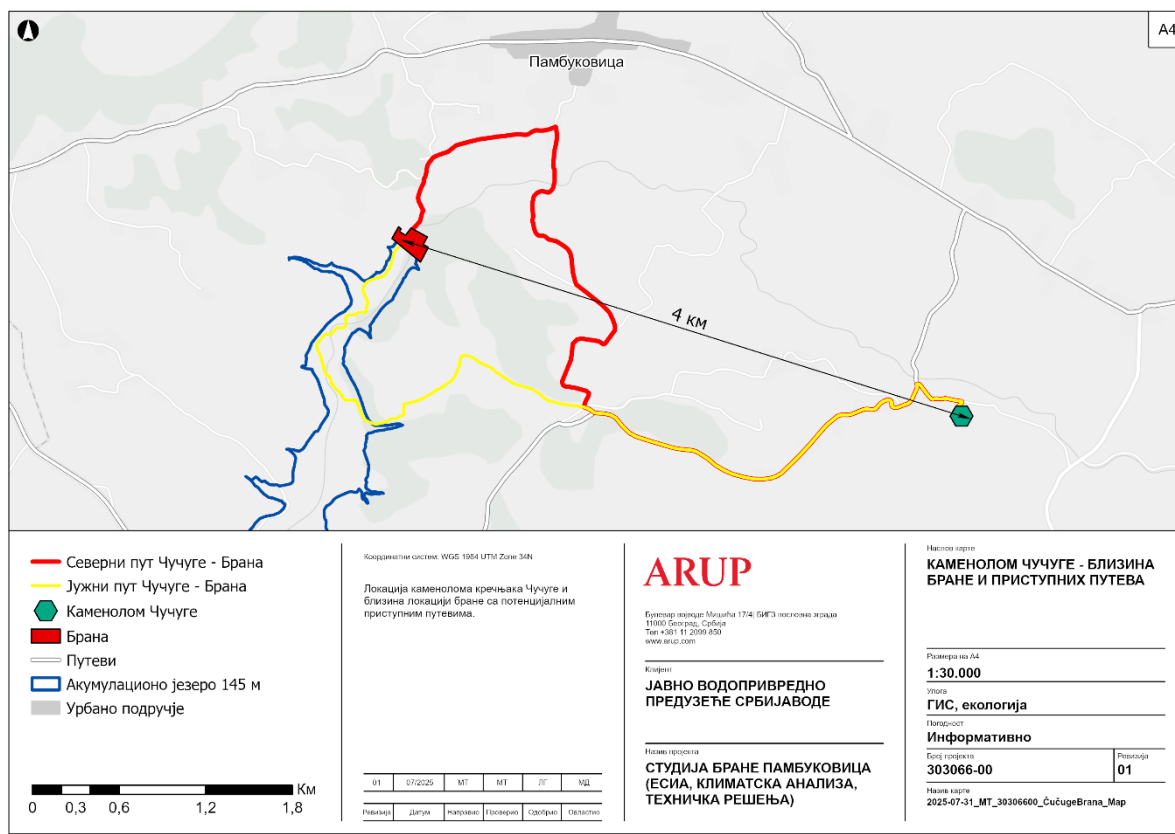 A4
Памбуковица
4 км
Северни пут Чучуге - Брана
Јужни пут Чучуге - Брана
Каменолом Чучуге
Брана
Путеви
Акумулационо језеро 145 м
Урбано подручје
Км
0 0,3 0,6 1,2 1,8
Координатни систем: WGS 1984 UTM Zone 34N
Локација каменолома кречњака Чучуге и
близина локацији бране са потенцијалним
приступним путевима.
01 07/2025 МТ МТ ЛГ МД
Ревизија Датум Направио Проверио Одобрио Овластио
ARUP
Булевар војводе Мишића 17/4| БИГЗ пословна зграда
11000 Београд, Србија
Тел +381 11 2099 850
www.arup.com
Клијент
ЈАВНО ВОДОПРИВРЕДНО
ПРЕДУЗЕЋЕ СРБИЈАВОДЕ
Назив пројекта
СТУДИЈА БРАНЕ ПАМБУКОВИЦА
(ЕСИА, КЛИМАТСКА АНАЛИЗА,
ТЕХНИЧКА РЕШЕЊА)
Наслов карте
КАМЕНОЛОМ ЧУЧУГЕ - БЛИЗИНА
БРАНЕ И ПРИСТУПНИХ ПУТЕВА
Размера на А4
1:30.000
Улога
ГИС, екологија
Погодност
Информативно
Број пројекта
303066-00
Ревизија
01
Назив карте
2025-07-31_MT_30306600_ČučugeBrana_Map